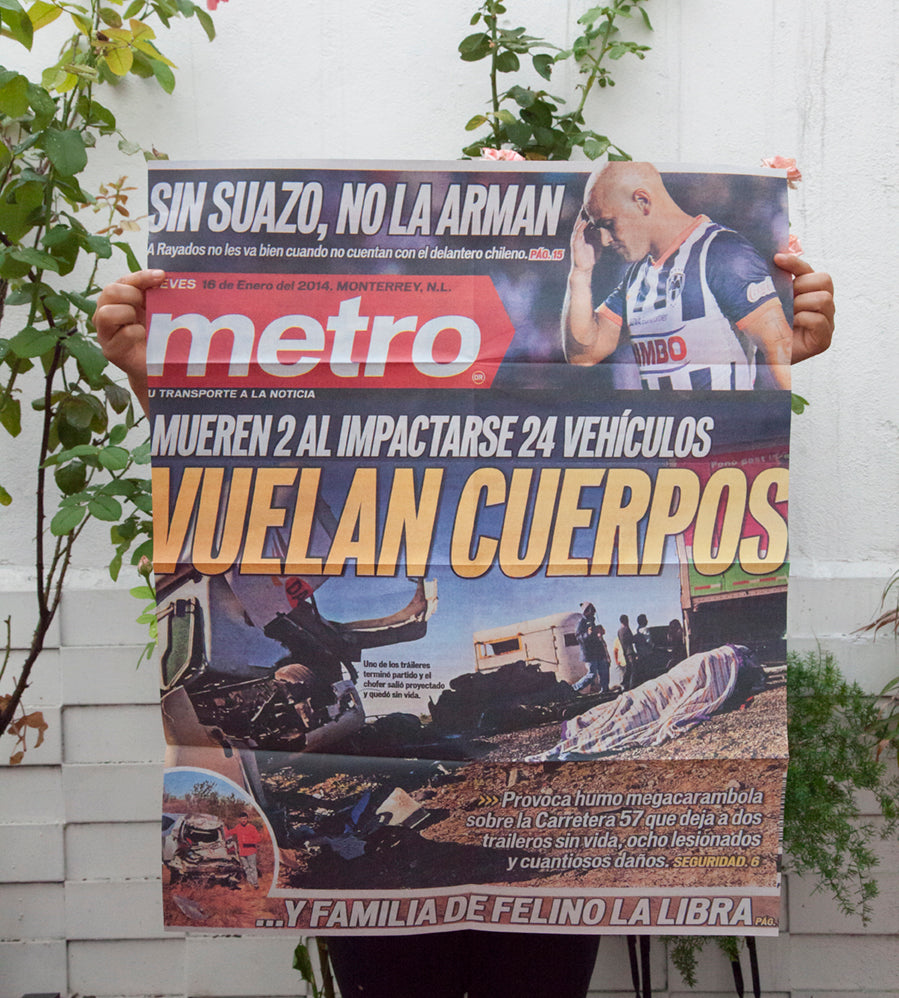 SIN SUAZO, NO LA ARMAN
A Rayados no les va bien cuando no cuentan con el delantero chileno. PÁG. 15
EVES 16 de Enero del 2014. MONTERREY, N.L.
metro
DR
U TRANSPORTE A LA NOTICIA
MUEREN 2 AL IMPACTARSE 24 VEHÍCULOS
VUELAN CUERPOS
Uno de los tráileres
terminó partido y el
chofer salió proyectado
y quedó sin vida.
>>> Provoca humo megacarambola
sobre la Carretera 57 que deja a dos
traileros sin vida, ocho lesionados
y cuantiosos daños. SEGURIDAD. 6
...Y FAMILIA DE FELINO LA LIBRA PÁG.